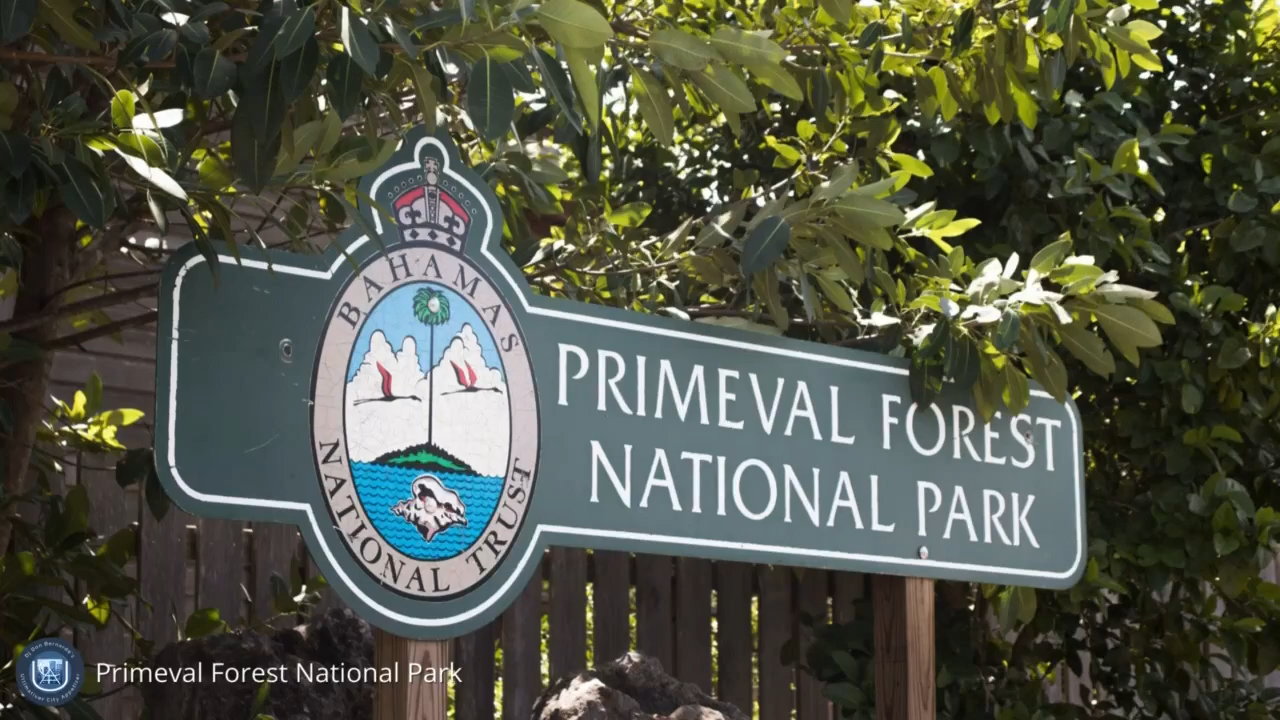 BAHAMAS
NATIONAL TRUST
PRIMEVAL FOREST
NATIONAL PARK
Primeval Forest National Park